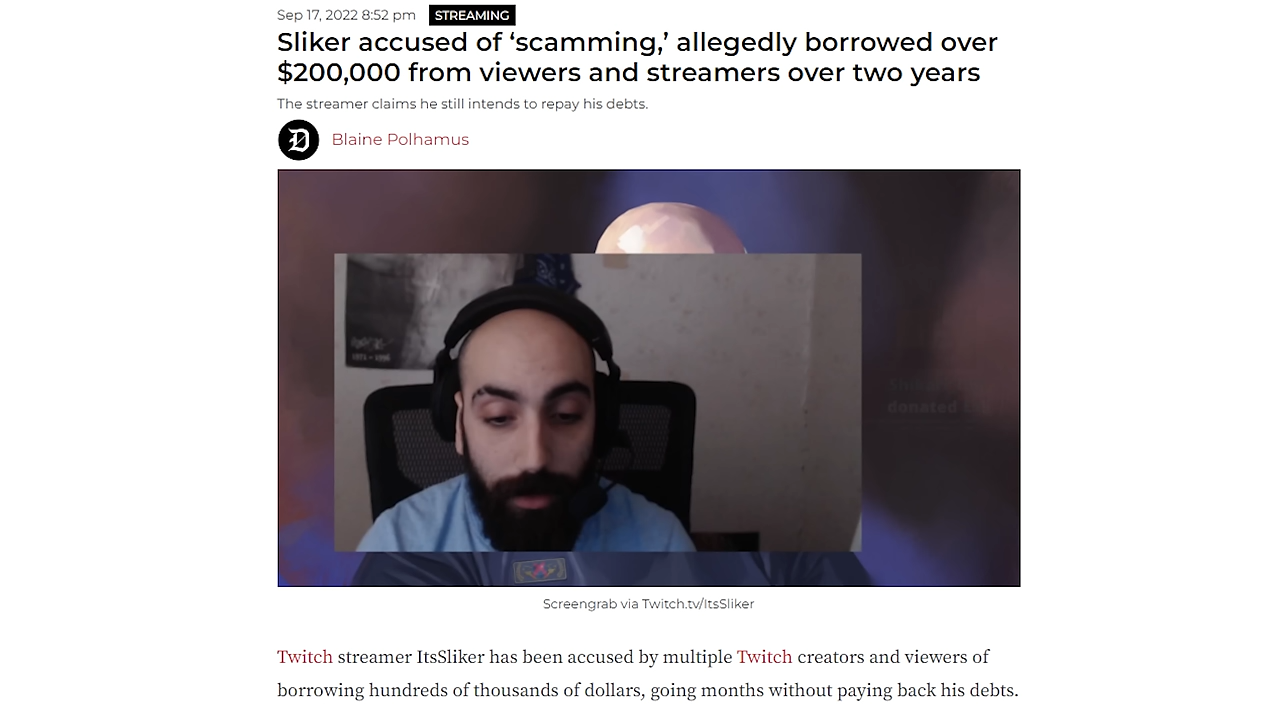 Sep 17, 2022 8:52 pm STREAMING
Sliker accused of ‘scamming,’ allegedly borrowed over
$200,000 from viewers and streamers over two years
The streamer claims he still intends to repay his debts.
D
Blaine Polhamus
donated
Screengrab via Twitch.tv/ItsSliker
Twitch streamer ItsSliker has been accused by multiple Twitch creators and viewers of
borrowing hundreds of thousands of dollars, going months without paying back his debts.